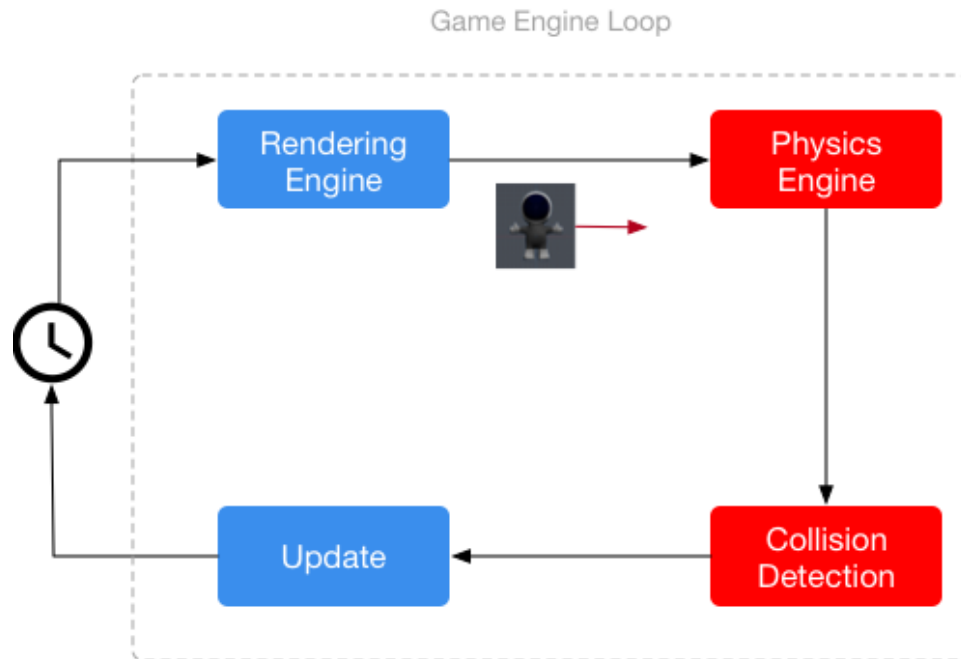 Game Engine Loop
Rendering
Engine
Physics
Engine
Update
Collision
Detection